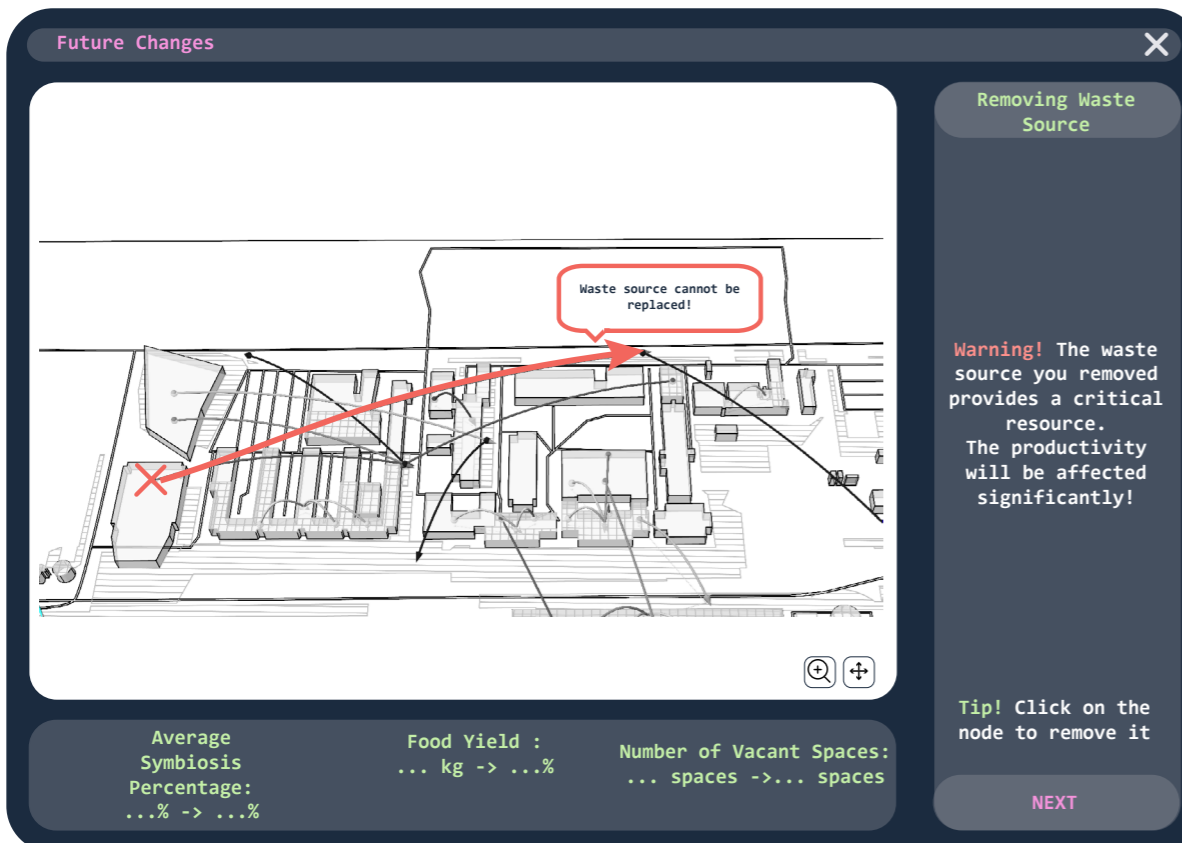 Future Changes
Removing Waste
Source
Waste source cannot be
replaced!
Warning! The waste
source you removed
provides a critical
resource.
The productivity
will be affected
significantly!
Tip! Click on the
node to remove it
Average
Symbiosis
Percentage:
...% -> ...%
Food Yield :
... kg -> ...%
Number of Vacant Spaces:
... spaces ->... spaces
NEXT